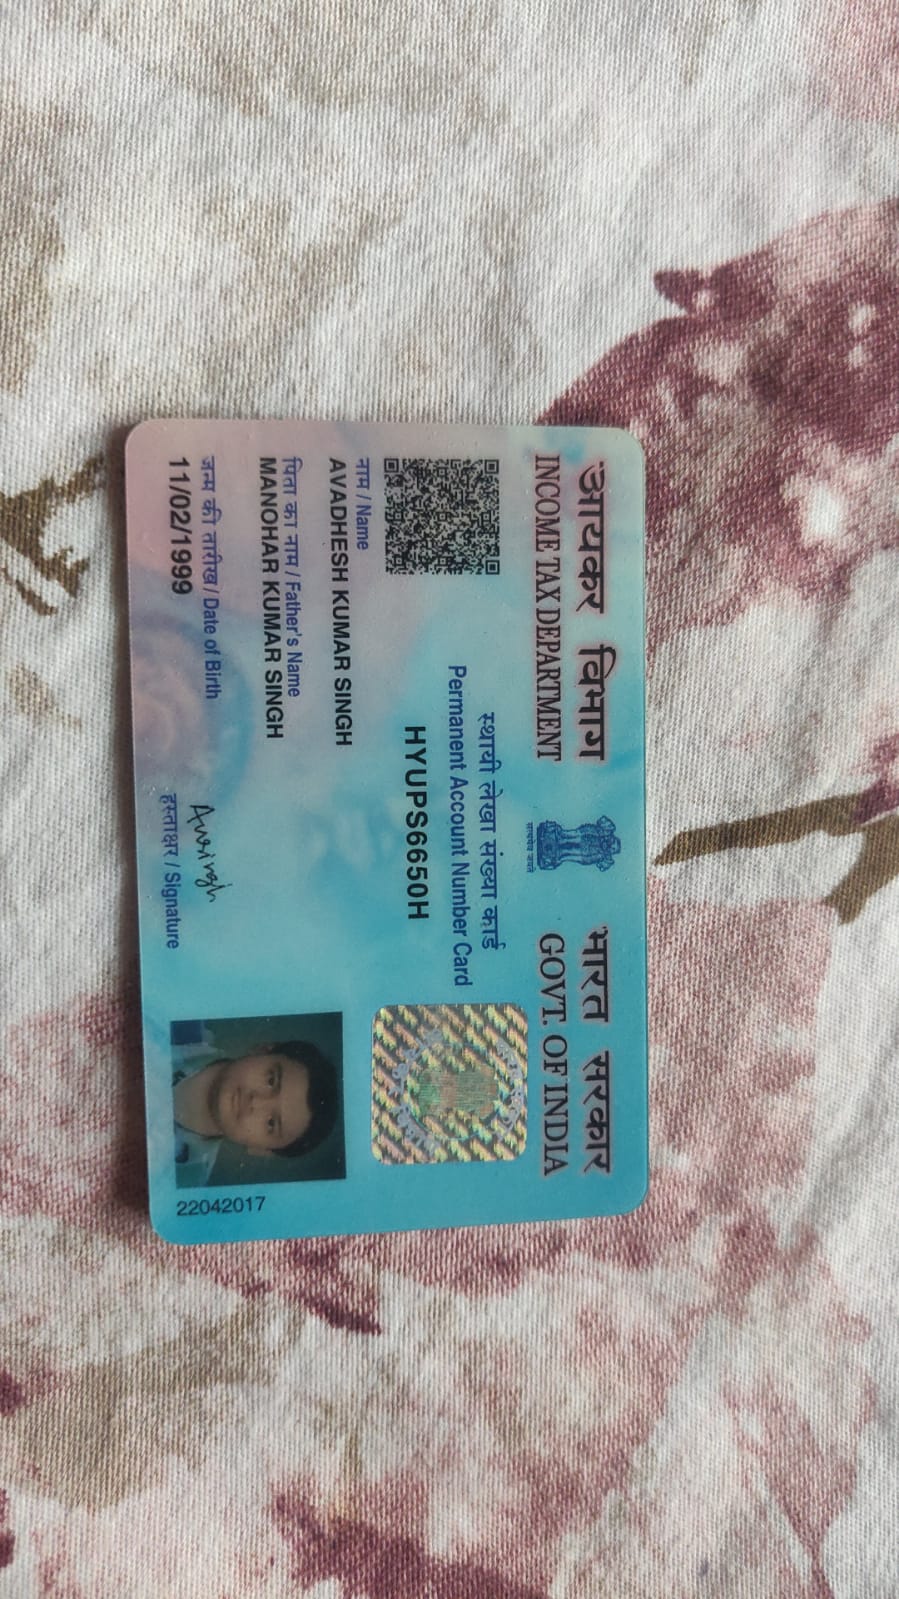 आयकर विभाग
INCOME TAX DEPARTMENT
सत्यमेव जयते
भारत सरकार
GOVT. OF INDIA
स्थायी लेखा संख्या कार्ड
Permanent Account Number Card
HYUPS6650H
नाम / Name
AVADHESH KUMAR SINGH
पिता का नाम / Father's Name
MANOHAR KUMAR SINGH
जन्म की तारीख / Date of Birth
11/02/1999
हस्ताक्षर / Signature
22042017